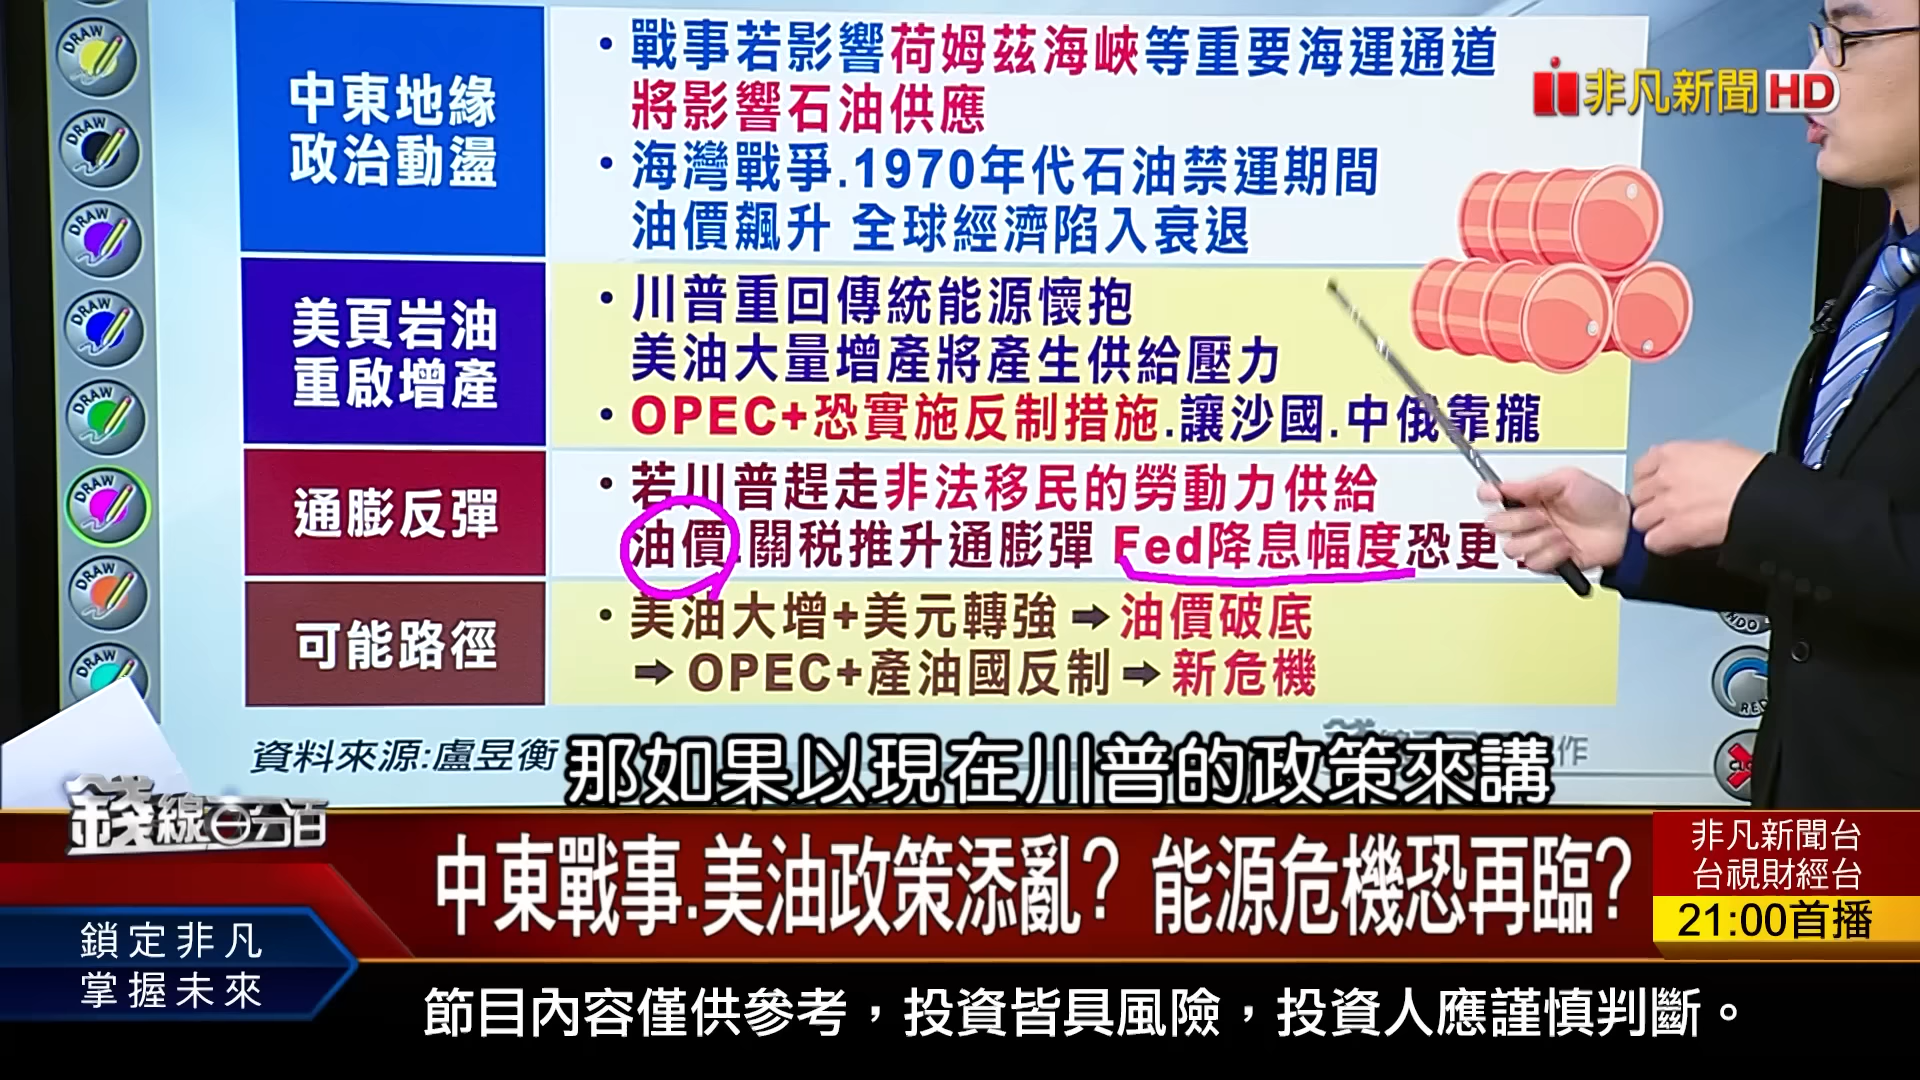 DRAW
DRAW
DRAW
DRAW
DRAW
DRAW
DRAW
DRAW
中東地緣
政治動盪
• 戰事若影響荷姆茲海峽等重要海運通道
將影響石油供應
• 海灣戰爭.1970年代石油禁運期間
油價飆升 全球經濟陷入衰退
非凡新聞HD
美頁岩油
重啟增產
• 川普重回傳統能源懷抱
美油大量增產將產生供給壓力
• OPEC+恐實施反制措施.讓沙國.中俄靠攏
通膨反彈
• 若川普趕走非法移民的勞動力供給
油價.關税推升通膨彈 Fed降息幅度恐更
可能路徑
• 美油大增+美元轉強➡油價破底
➡OPEC+產油國反制➡新危機
資料來源:盧昱衡
作
那如果以現在川普的政策來講
錢線百分百
中東戰事.美油政策添亂? 能源危機恐再臨?
非凡新聞台
台視財經台
21:00首播
鎖定非凡
掌握未來
節目內容僅供參考，投資皆具風險，投資人應謹慎判斷。